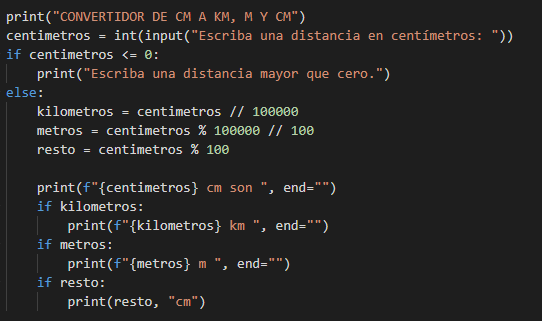 print("CONVERTIDOR DE CM A KM, M Y CM")
centimetros = int(input("Escriba una distancia en centímetros: "))
if centimetros <= 0:
    print("Escriba una distancia mayor que cero.")
else:
    kilometros = centimetros // 100000
    metros = centimetros % 100000 // 100
    resto = centimetros % 100

    print(f"{centimetros} cm son ", end="")
    if kilometros:
        print(f"{kilometros} km ", end="")
    if metros:
        print(f"{metros} m ", end="")
    if resto:
        print(resto, "cm")